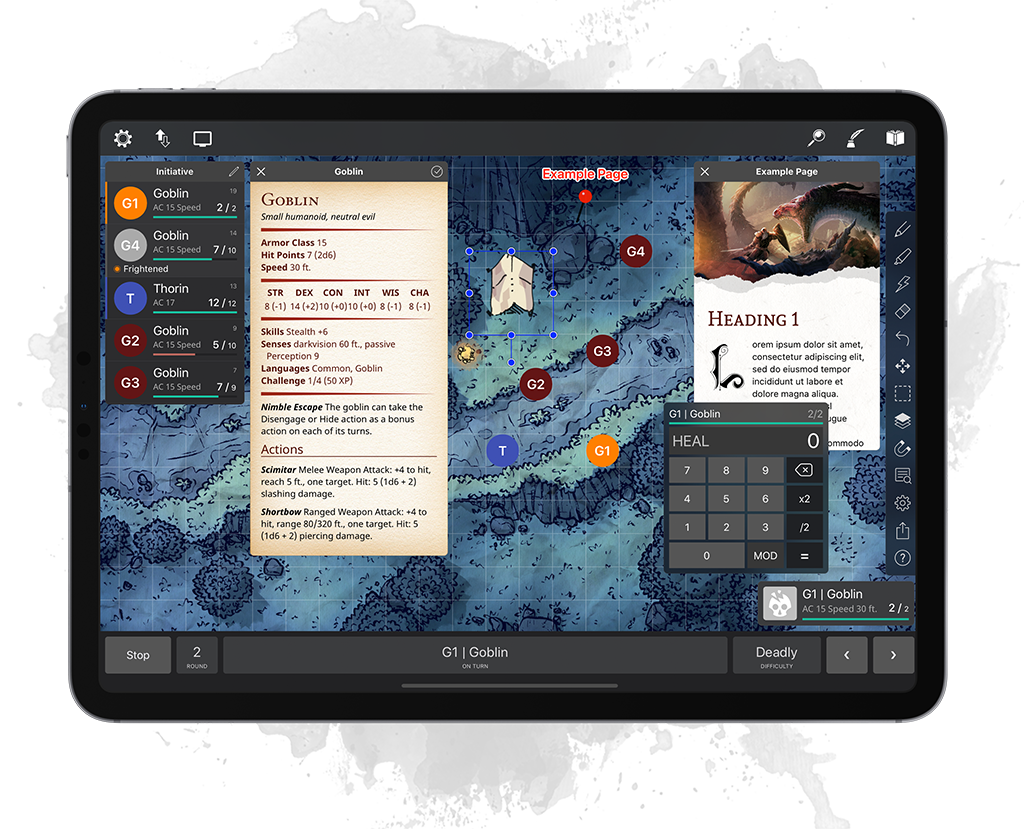 Initiative
G1
Goblin
19
AC 15 Speed
2 / 2
G4
Goblin
14
AC 15 Speed
7 / 10
Frightened
T
Thorin
13
AC 17
12 / 12
G2
Goblin
9
AC 15 Speed
5 / 10
G3
Goblin
7
AC 15 Speed
7 / 9
Goblin
GOBLIN
Small humanoid, neutral evil
Armor Class 15
Hit Points 7 (2d6)
Speed 30 ft.
STR DEX CON INT WIS CHA
8 (-1) 14 (+2) 10 (+0) 10 (+0) 8 (-1) 8 (-1)
Skills Stealth +6
Senses darkvision 60 ft., passive
Perception 9
Languages Common, Goblin
Challenge 1/4 (50 XP)
Nimble Escape The goblin can take the
Disengage or Hide action as a bonus
action on each of its turns.
Actions
Scimitar Melee Weapon Attack: +4 to hit,
reach 5 ft., one target. Hit: 5 (1d6 + 2)
slashing damage.
Shortbow Ranged Weapon Attack: +4 to
hit, range 80/320 ft., one target. Hit: 5
(1d6 + 2) piercing damage.
Example Page
G4
G3
G2
T
G1
Example Page
HEADING 1
Lorem ipsum dolor sit amet,
consectetur adipiscing elit,
sed do eiusmod tempor
incididunt ut labore et
dolore magna aliqua.
sl
ugue
ommodo
G1 | Goblin
2/2
HEAL
0
7 8 9
4 5 6 x2
1 2 3 /2
0 MOD =
?
G1 | Goblin
AC 15 Speed 30 ft.
2 / 2
Stop
2
ROUND
G1 | Goblin
ON TURN
Deadly
DIFFICULTY
‹
›